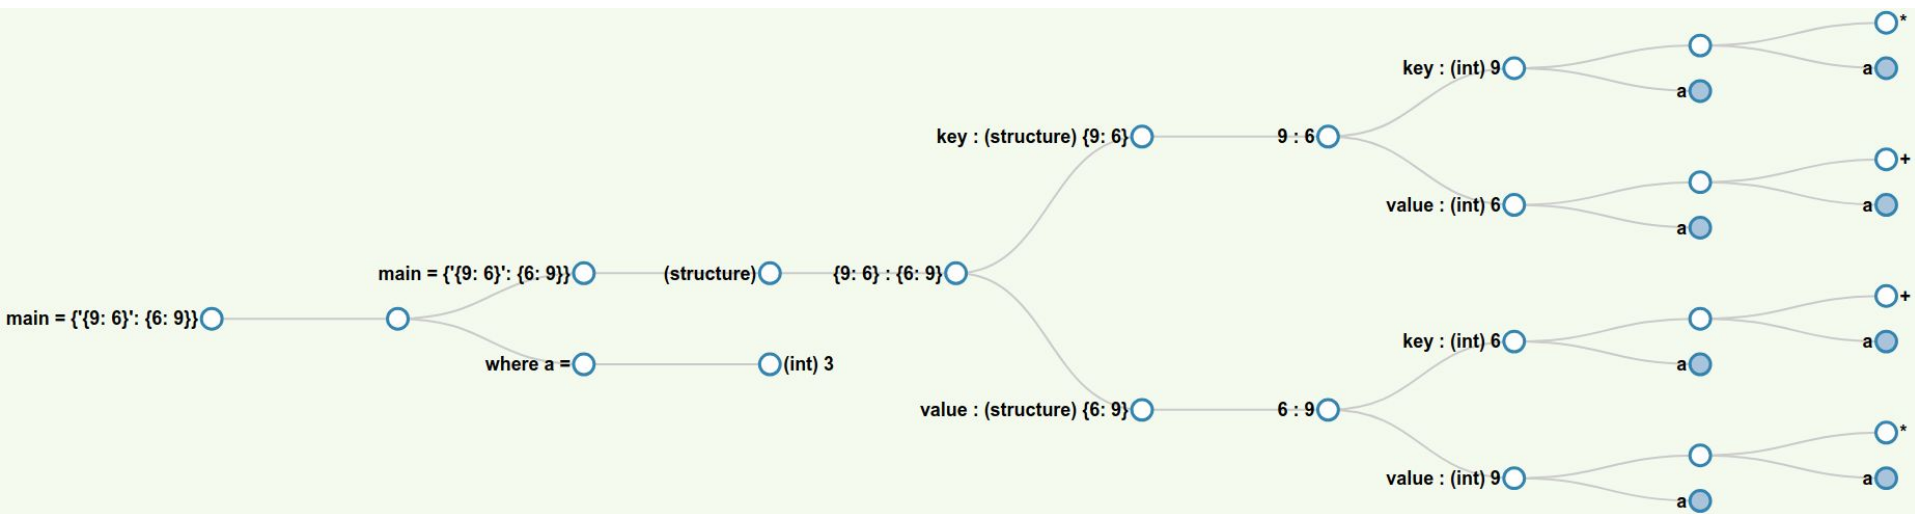 *
key : (int) 9
a
a
key : (structure) {9: 6}
9 : 6
+
value : (int) 6
a
a
main = {'{9: 6}': {6: 9}}
(structure)
{9: 6} : {6: 9}
+
main = {'{9: 6}': {6: 9}}
key : (int) 6
a
where a =
(int) 3
a
value : (structure) {6: 9}
6 : 9
*
value : (int) 9
a
a